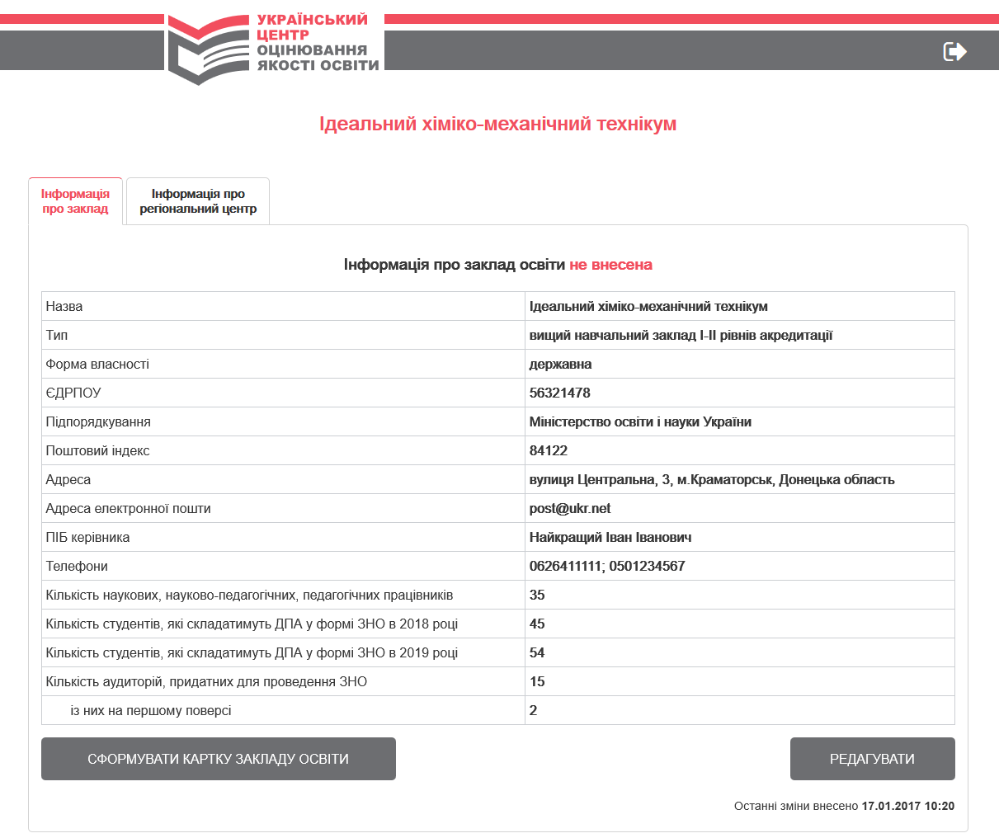 УКРАЇНСЬКИЙ
ЦЕНТР
ОЦІНЮВАННЯ
ЯКОСТІ ОСВІТИ
Ідеальний хіміко-механічний технікум
Інформація
про заклад
Інформація про
регіональний центр
Інформація про заклад освіти не внесена
Назва Ідеальний хіміко-механічний технікум
Тип вищий навчальний заклад І-ІІ рівнів акредитації
Форма власності державна
ЄДРПОУ 56321478
Підпорядкування Міністерство освіти і науки України
Поштовий індекс 84122
Адреса вулиця Центральна, 3, м.Краматорськ, Донецька область
Адреса електронної пошти post@ukr.net
ПІБ керівника Найкращий Іван Іванович
Телефони 0626411111; 0501234567
Кількість наукових, науково-педагогічних, педагогічних працівників 35
Кількість студентів, які складатимуть ДПА у формі ЗНО в 2018 році 45
Кількість студентів, які складатимуть ДПА у формі ЗНО в 2019 році 54
Кількість аудиторій, придатних для проведення ЗНО 15
із них на першому поверсі 2
СФОРМУВАТИ КАРТКУ ЗАКЛАДУ ОСВІТИ РЕДАГУВАТИ
Останні зміни внесено 17.01.2017 10:20